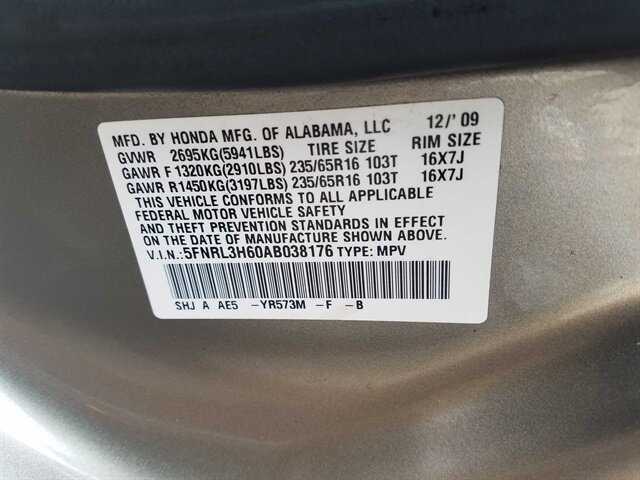 MFD. BY HONDA MFG. OF ALABAMA, LLC 12/' 09
GVWR 2695KG(5941LBS) TIRE SIZE RIM SIZE
GAWR F 1320KG(2910LBS) 235/65R16 103T 16X7J
GAWR R1450KG(3197LBS) 235/65R16 103T 16X7J
THIS VEHICLE CONFORMS TO ALL APPLICABLE
FEDERAL MOTOR VEHICLE SAFETY
AND THEFT PREVENTION STANDARDS IN EFFECT
ON THE DATE OF MANUFACTURE SHOWN ABOVE.
V.I.N.:5FNRL3H60AB038176 TYPE: MPV
SHJ A AE5 -YR573M -F -B